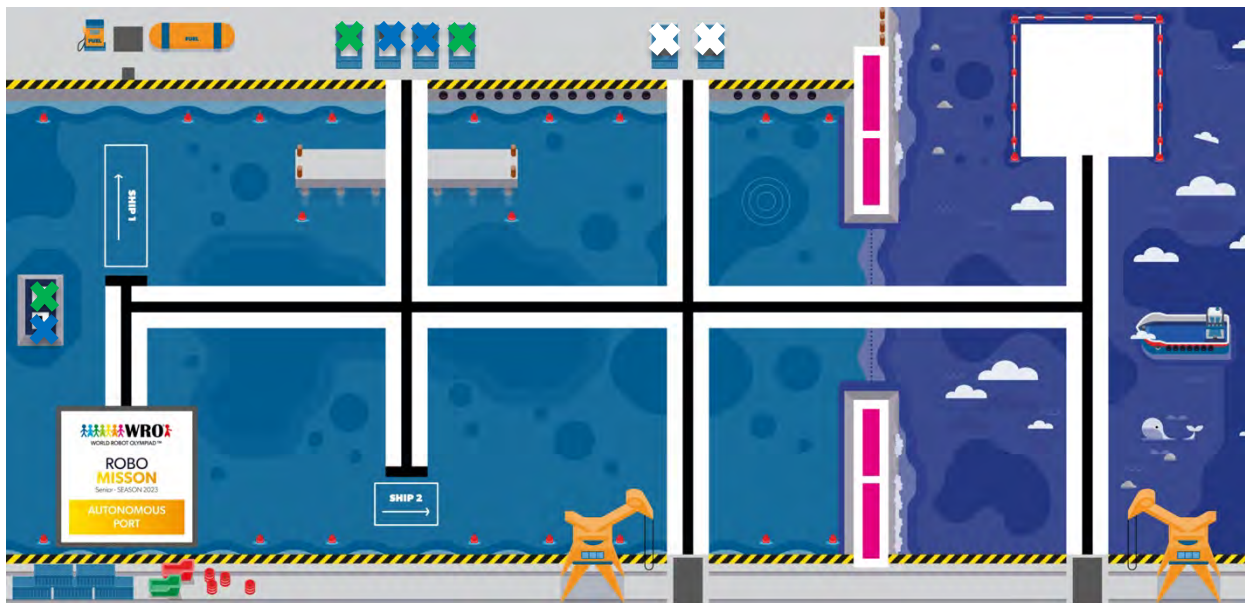 FUEL
FUEL
SHIP 1
WRO
WORLD ROBOT OLYMPIAD™
ROBO
MISSON
Senior - SEASON 2023
AUTONOMOUS
PORT
SHIP 2